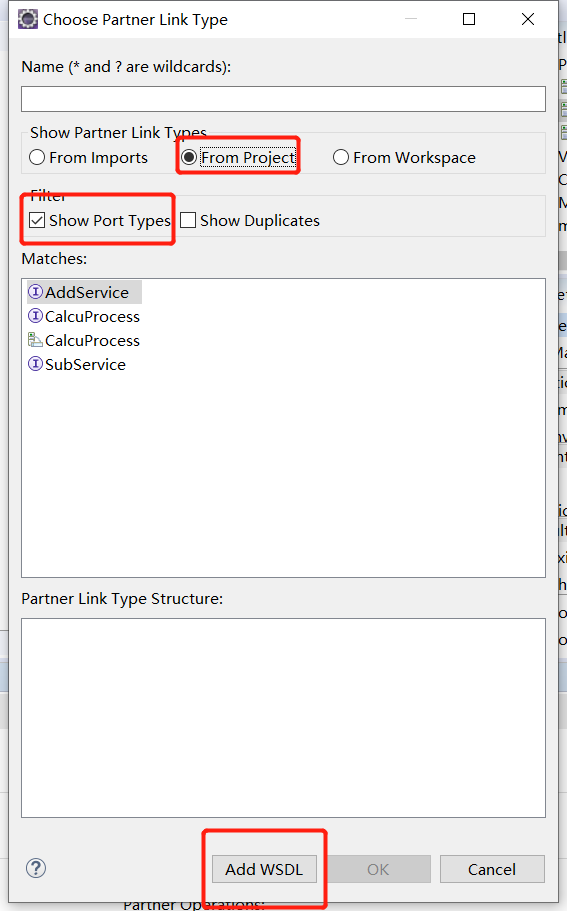 Choose Partner Link Type
Name (* and ? are wildcards):
Show Partner Link Types
From Imports
From Project
From Workspace
Filter
Show Port Types
Show Duplicates
Matches:
AddService
CalcuProcess
CalcuProcess
SubService
Partner Link Type Structure:
Add WSDL
OK
Cancel
Partner Operations: